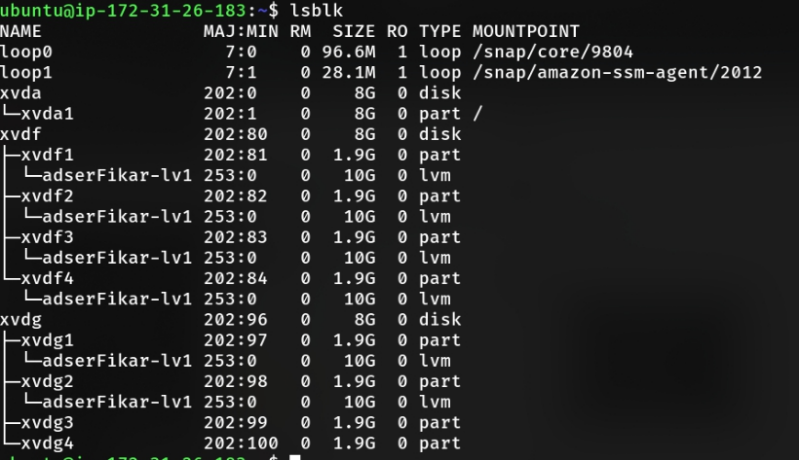 ubuntu@ip-172-31-26-183:~$ lsblk
NAME                 MAJ:MIN RM  SIZE RO TYPE MOUNTPOINT
loop0                  7:0    0 96.6M  1 loop /snap/core/9804
loop1                  7:1    0 28.1M  1 loop /snap/amazon-ssm-agent/2012
xvda                 202:0    0    8G  0 disk
└─xvda1              202:1    0    8G  0 part /
xvdf                 202:80   0    8G  0 disk
├─xvdf1              202:81   0  1.9G  0 part
│ └─adserFikar-lv1 253:0    0   10G  0 lvm
├─xvdf2              202:82   0  1.9G  0 part
│ └─adserFikar-lv1 253:0    0   10G  0 lvm
├─xvdf3              202:83   0  1.9G  0 part
│ └─adserFikar-lv1 253:0    0   10G  0 lvm
└─xvdf4              202:84   0  1.9G  0 part
  └─adserFikar-lv1 253:0    0   10G  0 lvm
xvdg                 202:96   0    8G  0 disk
├─xvdg1              202:97   0  1.9G  0 part
│ └─adserFikar-lv1 253:0    0   10G  0 lvm
├─xvdg2              202:98   0  1.9G  0 part
│ └─adserFikar-lv1 253:0    0   10G  0 lvm
├─xvdg3              202:99   0  1.9G  0 part
└─xvdg4              202:100  0  1.9G  0 part
ubuntu@ip-172-31-26-183:~$